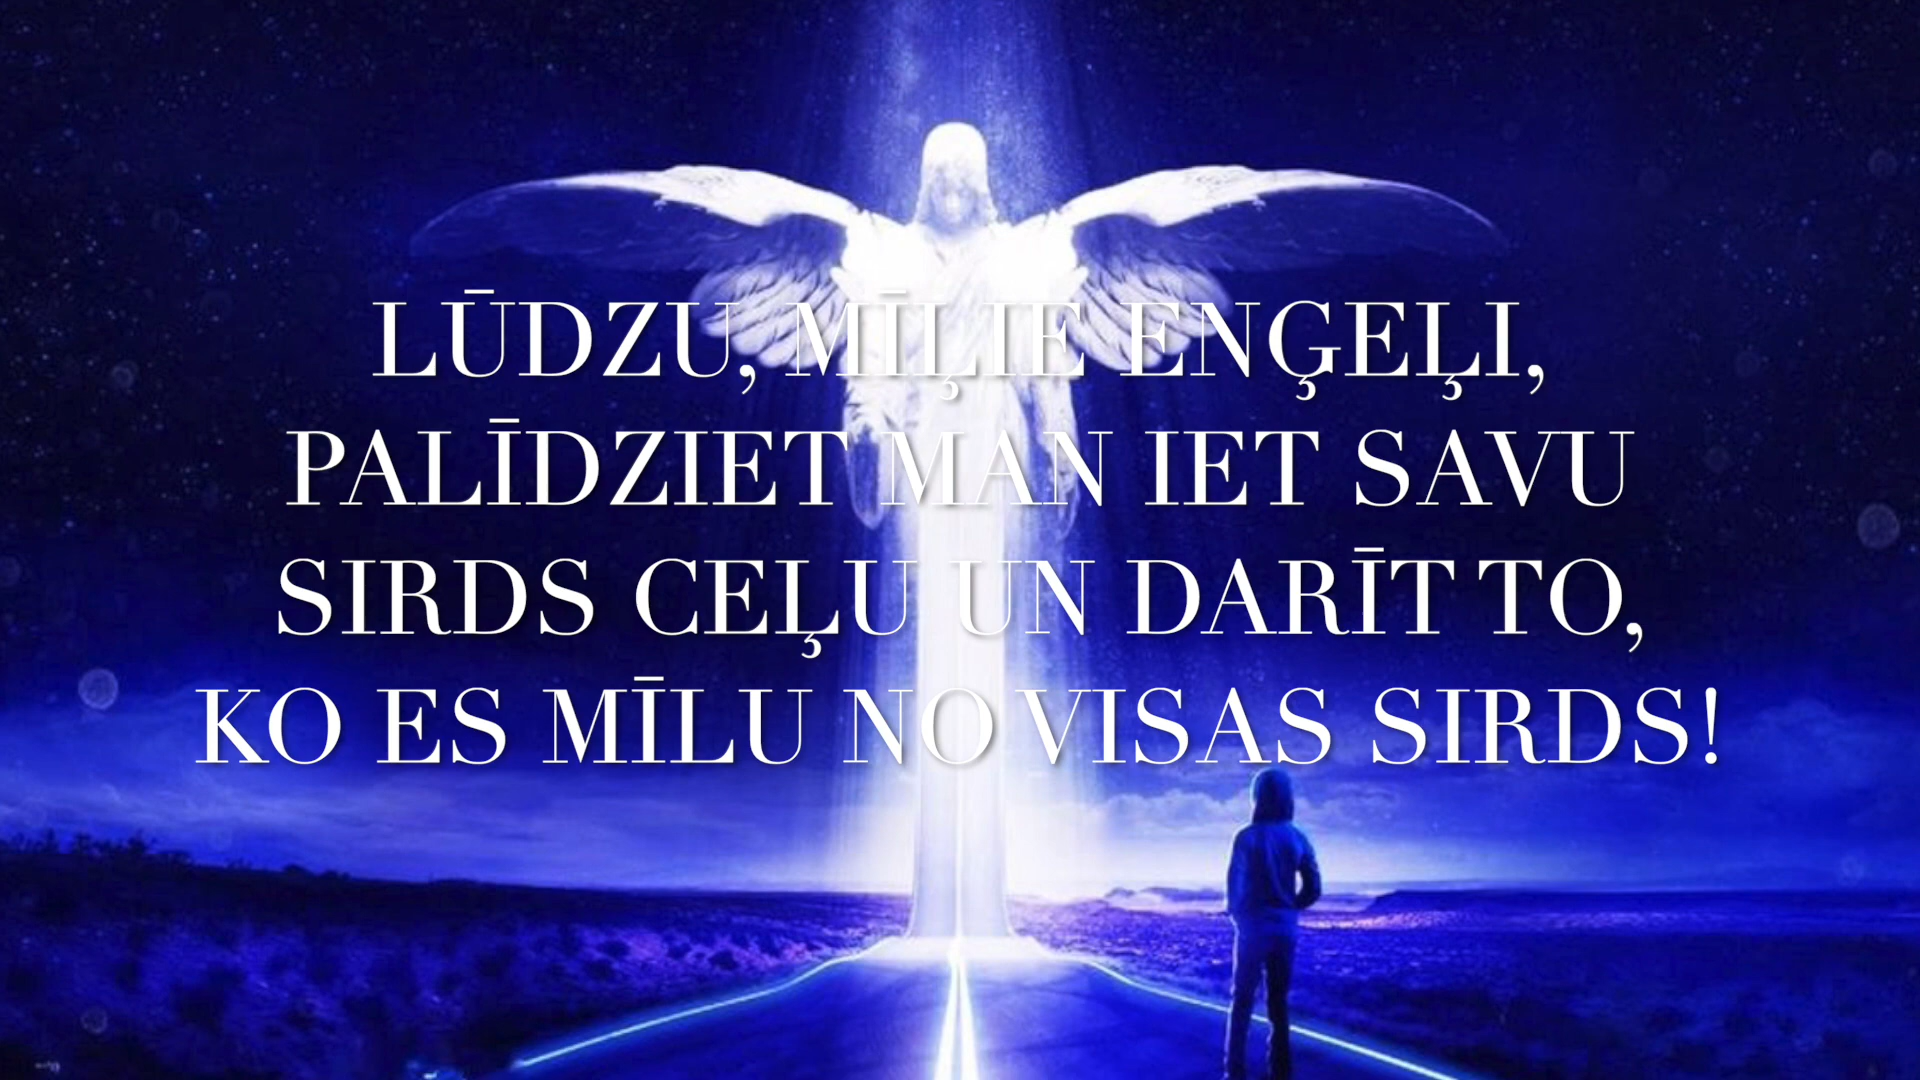 LŪDZU, MĪĻIE EŅĢEĻI,
PALĪDZIET MAN IET SAVU
SIRDS CEĻU UN DARĪT TO,
KO ES MĪLU NO VISAS SIRDS!